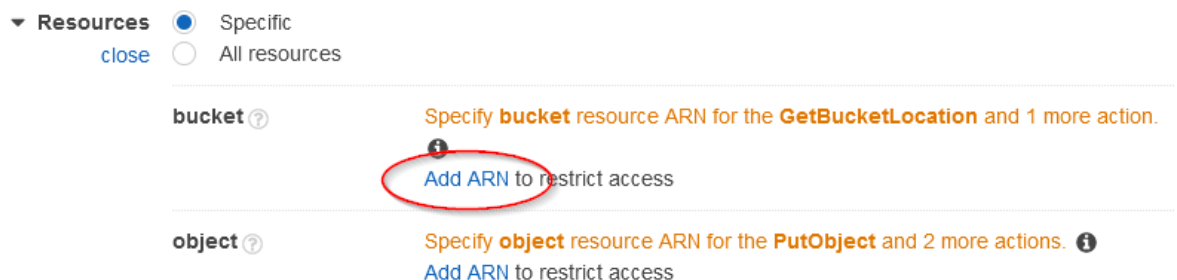 Resources Specific
close All resources
bucket Specify bucket resource ARN for the GetBucketLocation and 1 more action.
Add ARN to restrict access
object Specify object resource ARN for the PutObject and 2 more actions.
Add ARN to restrict access